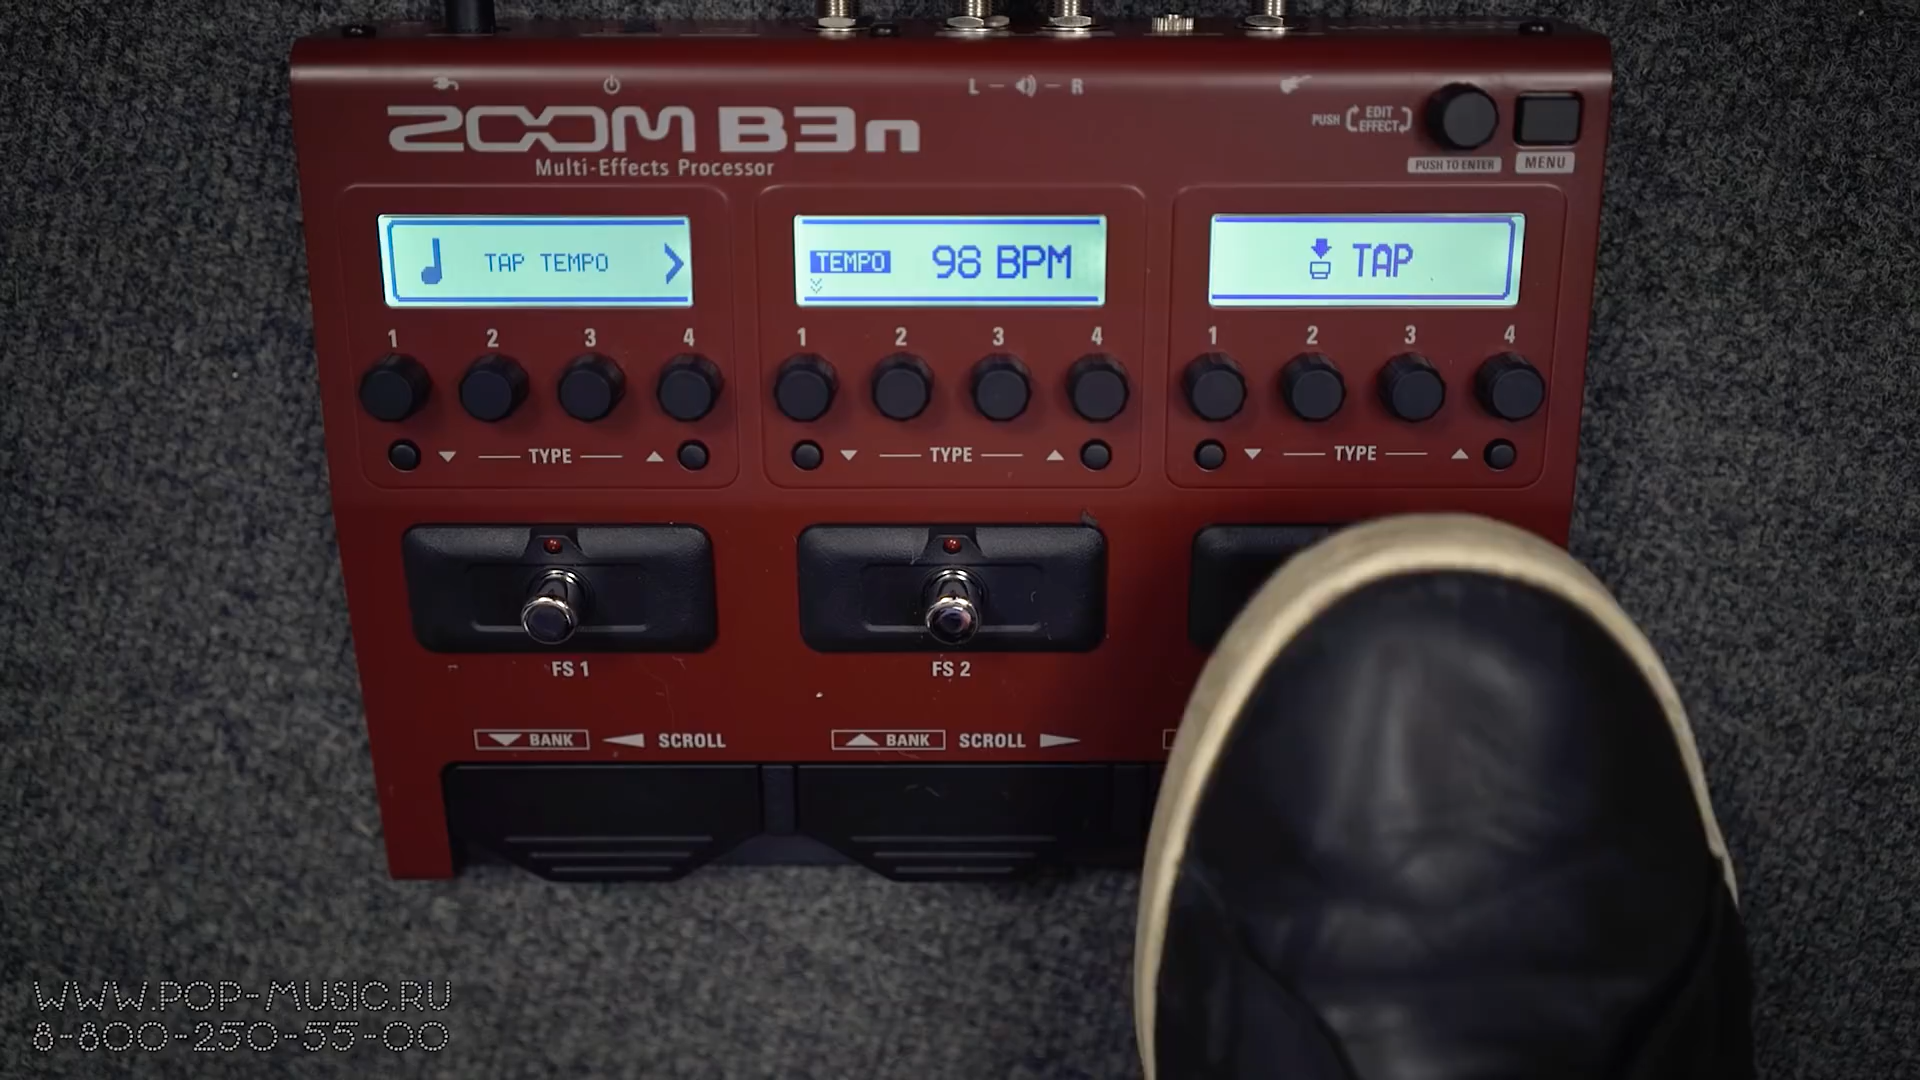 L R
ZOOM B3n
Multi-Effects Processor
PUSH EDIT EFFECT
PUSH TO ENTER MENU
TAP TEMPO
TEMPO 98 BPM
TAP
1 2 3 4 1 2 3 4 1 2 3 4
TYPE TYPE TYPE
FS 1 FS 2
BANK SCROLL BANK SCROLL
WWW.POP-MUSIC.RU
8-800-250-55-00